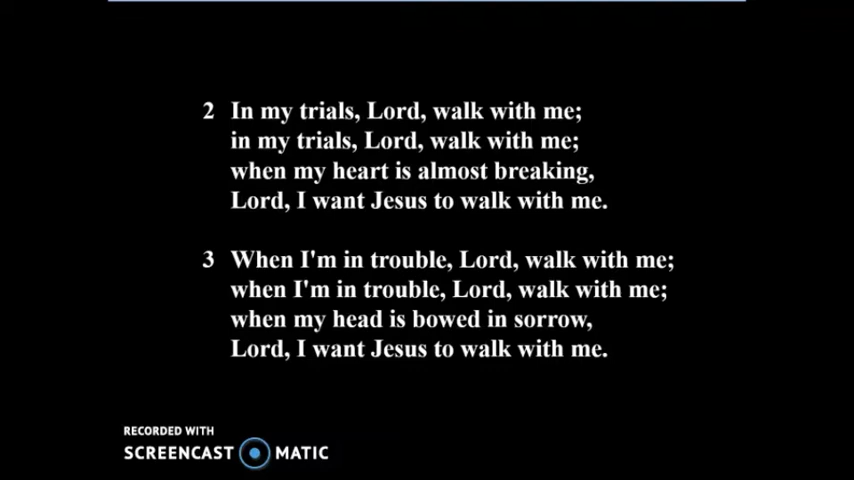 2 In my trials, Lord, walk with me;
in my trials, Lord, walk with me;
when my heart is almost breaking,
Lord, I want Jesus to walk with me.
3 When I'm in trouble, Lord, walk with me;
when I'm in trouble, Lord, walk with me;
when my head is bowed in sorrow,
Lord, I want Jesus to walk with me.
RECORDED WITH
SCREENCAST MATIC